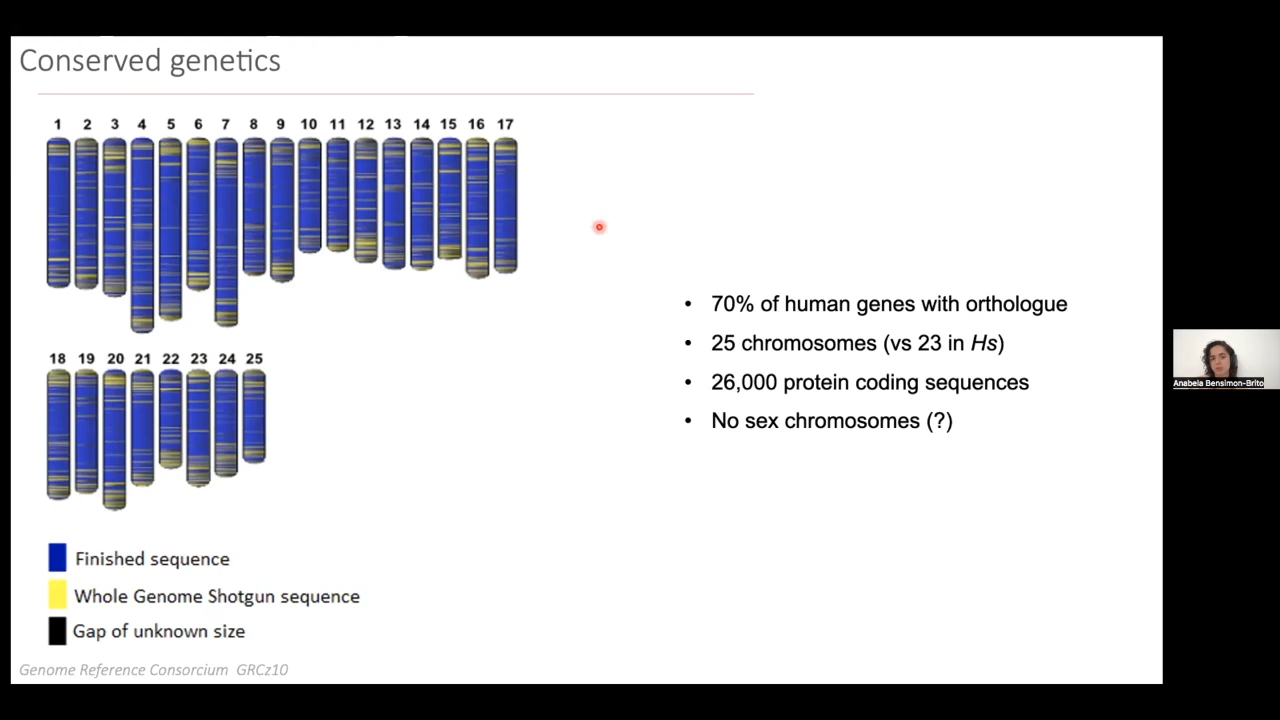 Conserved genetics
1 2 3 4 5 6 7 8 9 10 11 12 13 14 15 16 17
18 19 20 21 22 23 24 25
• 70% of human genes with orthologue
• 25 chromosomes (vs 23 in Hs)
• 26,000 protein coding sequences
• No sex chromosomes (?)
Anabela Bensimon-Brito
Finished sequence
Whole Genome Shotgun sequence
Gap of unknown size
Genome Reference Consorcium GRCz10